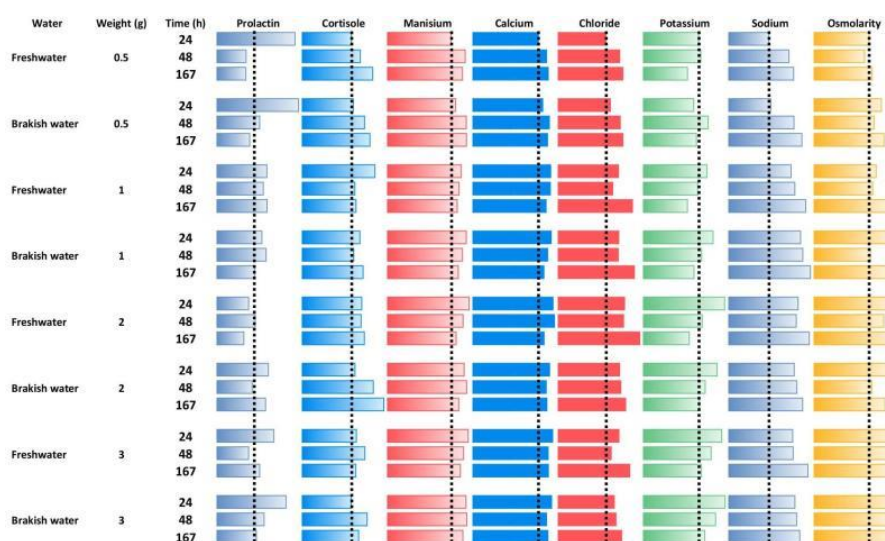 Water Weight (g) Time (h) Prolactin Cortisole Manisium Calcium Chloride Potassium Sodium Osmolarity
24
Freshwater 0.5 48
167
24
Brakish water 0.5 48
167
24
Freshwater 1 48
167
24
Brakish water 1 48
167
24
Freshwater 2 48
167
24
Brakish water 2 48
167
24
Freshwater 3 48
167
24
Brakish water 3 48
167